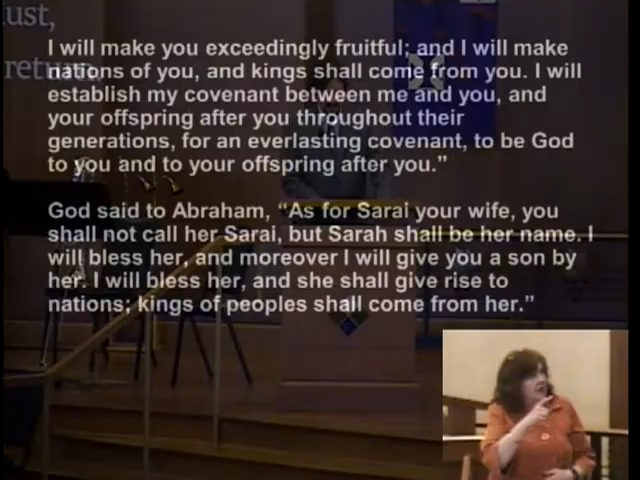 ust,
return,
I will make you exceedingly fruitful; and I will make
nations of you, and kings shall come from you. I will
establish my covenant between me and you, and
your offspring after you throughout their
generations, for an everlasting covenant, to be God
to you and to your offspring after you.”
God said to Abraham, “As for Sarai your wife, you
shall not call her Sarai, but Sarah shall be her name. I
will bless her, and moreover I will give you a son by
her. I will bless her, and she shall give rise to
nations; kings of peoples shall come from her.”